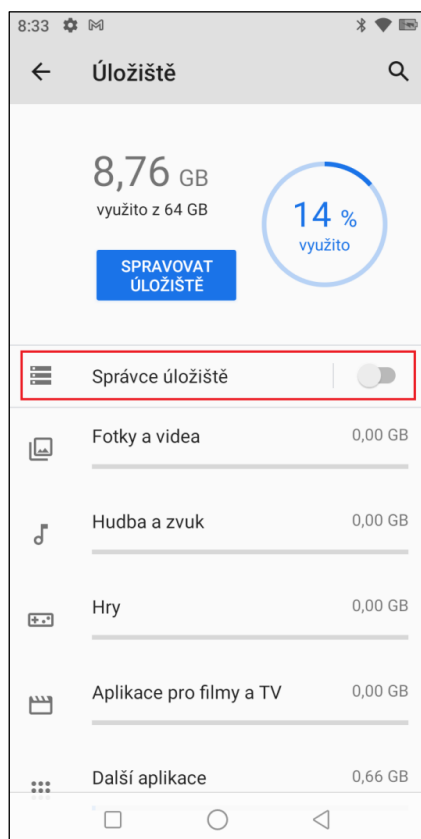 8:33
Úložiště
8,76 GB
využito z 64 GB
14 %
využito
SPRAVOVAT
ÚLOŽIŠTĚ
Správce úložiště
Fotky a videa 0,00 GB
Hudba a zvuk 0,00 GB
Hry 0,00 GB
Aplikace pro filmy a TV 0,00 GB
Další aplikace 0,66 GB